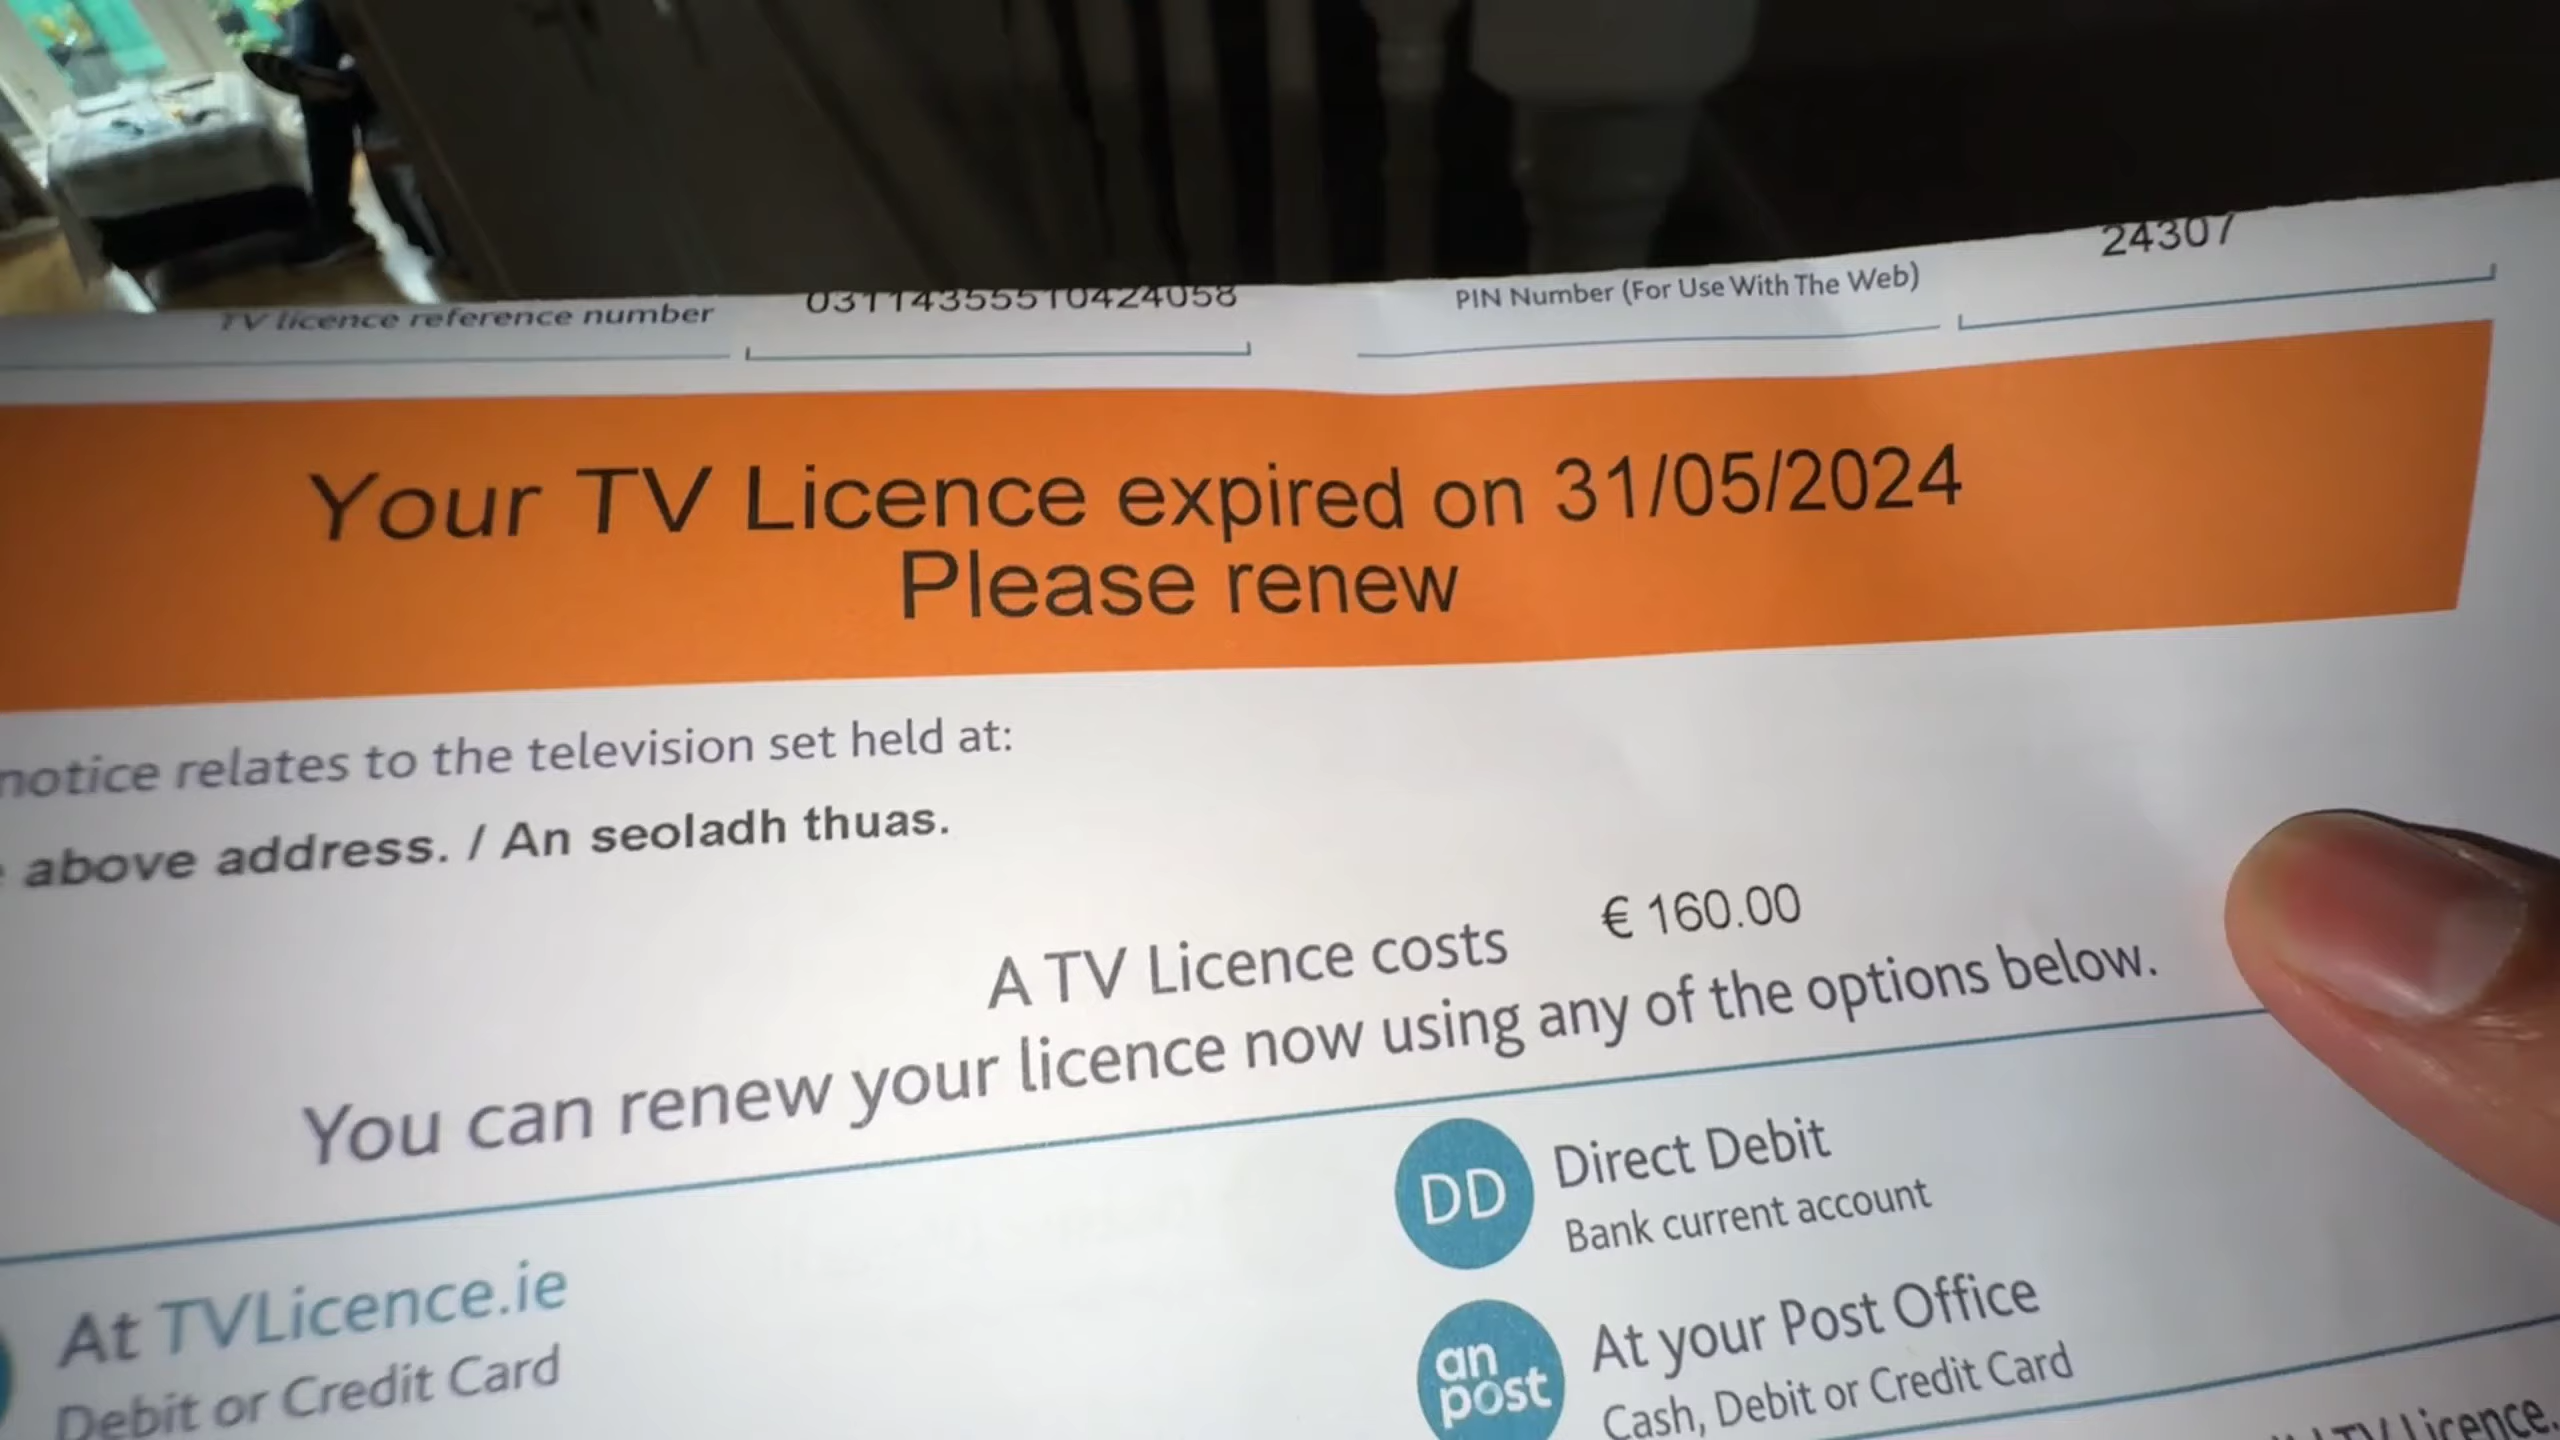 TV licence reference number 03114355510424058 PIN Number (For Use With The Web) 24307
Your TV Licence expired on 31/05/2024
Please renew
notice relates to the television set held at:
above address. / An seoladh thuas.
A TV Licence costs € 160.00
You can renew your licence now using any of the options below.
DD
Direct Debit
Bank current account
At TVLicence.ie
Debit or Credit Card
an post
At your Post Office
Cash, Debit or Credit Card
TV Licence.